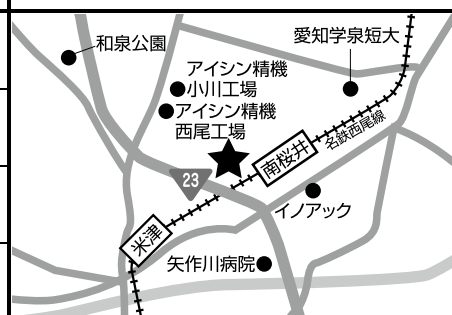 愛知学泉短大
和泉公園
アイシン精機
小川工場
アイシン精機
西尾工場
名鉄西尾線
南桜井
23
イノアック
米津
矢作川病院